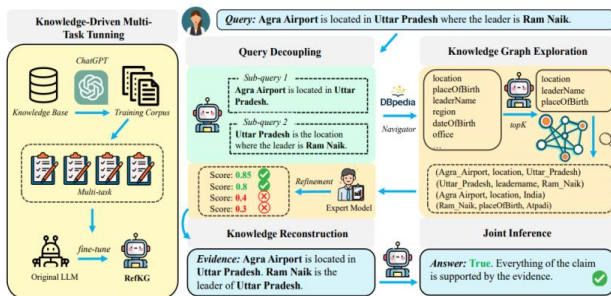 Knowledge-Driven Multi-
Task Tunning
ChatGPT
Knowledge Base
Training Corpus
Multi-task
fine-tune
Original LLM
RefKG
Query: Agra Airport is located in Uttar Pradesh where the leader is Ram Naik.
Query Decoupling
Sub-query 1
Agra Airport is located in Uttar
Pradesh.
Sub-query 2
Uttar Pradesh is the location
where the leader is Ram Naik.
DBpedia
Navigator
Knowledge Graph Exploration
location
placeOfBirth
leaderName
region
dateOfBirth
office
...
topK
location
leaderName
placeOfBirth
(Agra_Airport, location, Uttar_Pradesh)
(Uttar_Pradesh, leadername, Ram_Naik)
(Agra_Airport, location, India)
(Ram_Naik, placeOfBirth, Atpadi)
Score: 0.85
Score: 0.8
Score: 0.4
Score: 0.3
Refinement
Expert Model
Knowledge Reconstruction
Evidence: Agra Airport is located in
Uttar Pradesh. Ram Naik is the
leader of Uttar Pradesh.
Joint Inference
Answer: True. Everything of the claim
is supported by the evidence.